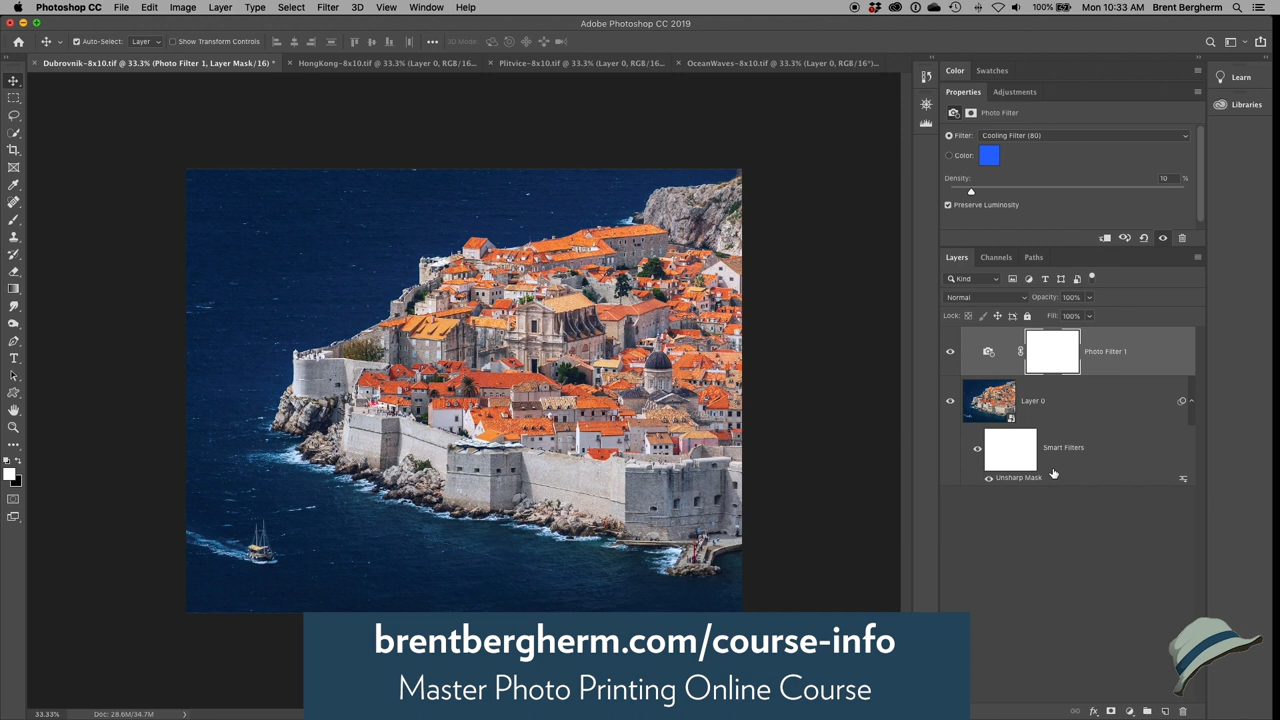 Photoshop CC File Edit Image Layer Type Select Filter 3D View Window Help
100% Mon 10:33 AM Brent Bergherm
Adobe Photoshop CC 2019
Auto-Select: Layer Show Transform Controls 3D Mode:
Dubrovnik-8x10.tif @ 33.3% (Photo Filter 1, Layer Mask/16) *
HongKong-8x10.tif @ 33.3% (Layer 0, RGB/16...
Plitvice-8x10.tif @ 33.3% (Layer 0, RGB/16...
OceanWaves-8x10.tif @ 33.3% (Layer 0, RGB/16*)...
Color Swatches
Learn
Properties Adjustments
Libraries
Photo Filter
Filter: Cooling Filter (80)
Color:
Density: 10 %
Preserve Luminosity
Layers Channels Paths
Kind
Normal Opacity: 100%
Lock: Fill: 100%
Photo Filter 1
Layer 0
Smart Filters
Unsharp Mask
brentbergherm.com/course-info
Master Photo Printing Online Course
33.33% Doc: 28.6M/34.7M